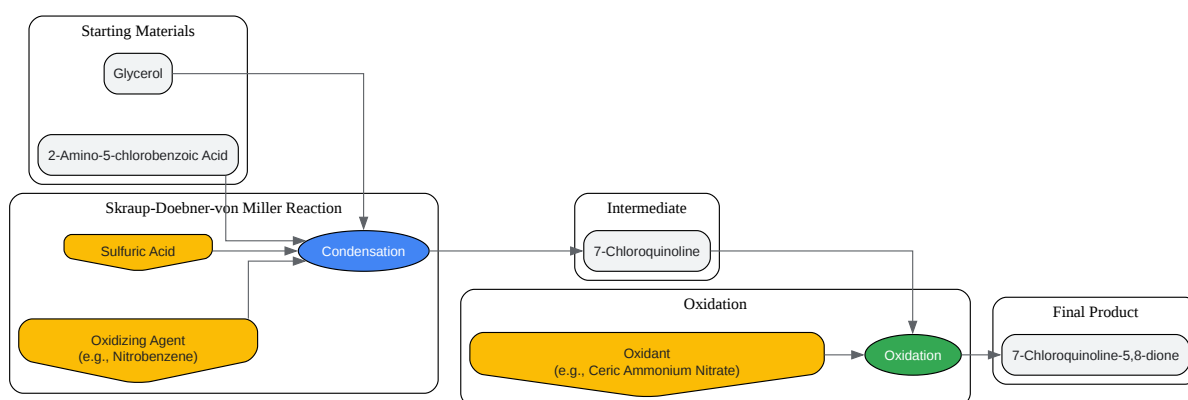 Starting Materials
Glycerol
2-Amino-5-chlorobenzoic Acid
Skraup-Doebner-von Miller Reaction
Sulfuric Acid
Condensation
Oxidizing Agent
(e.g., Nitrobenzene)
Intermediate
7-Chloroquinoline
Oxidation
Oxidant
(e.g., Ceric Ammonium Nitrate)
Oxidation
Final Product
7-Chloroquinoline-5,8-dione